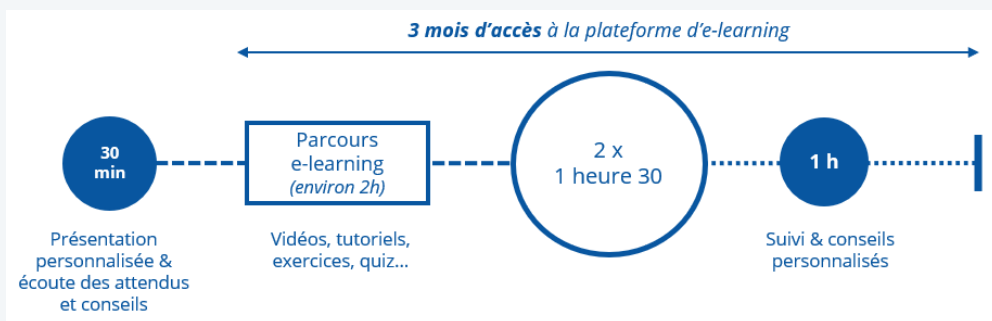 3 mois d’accès à la plateforme d’e-learning
30
min
Présentation
personnalisée &
écoute des attendus
et conseils
Parcours
e-learning
(environ 2h)
Vidéos, tutoriels,
exercices, quiz...
2 x
1 heure 30
1 h
Suivi & conseils
personnalisés